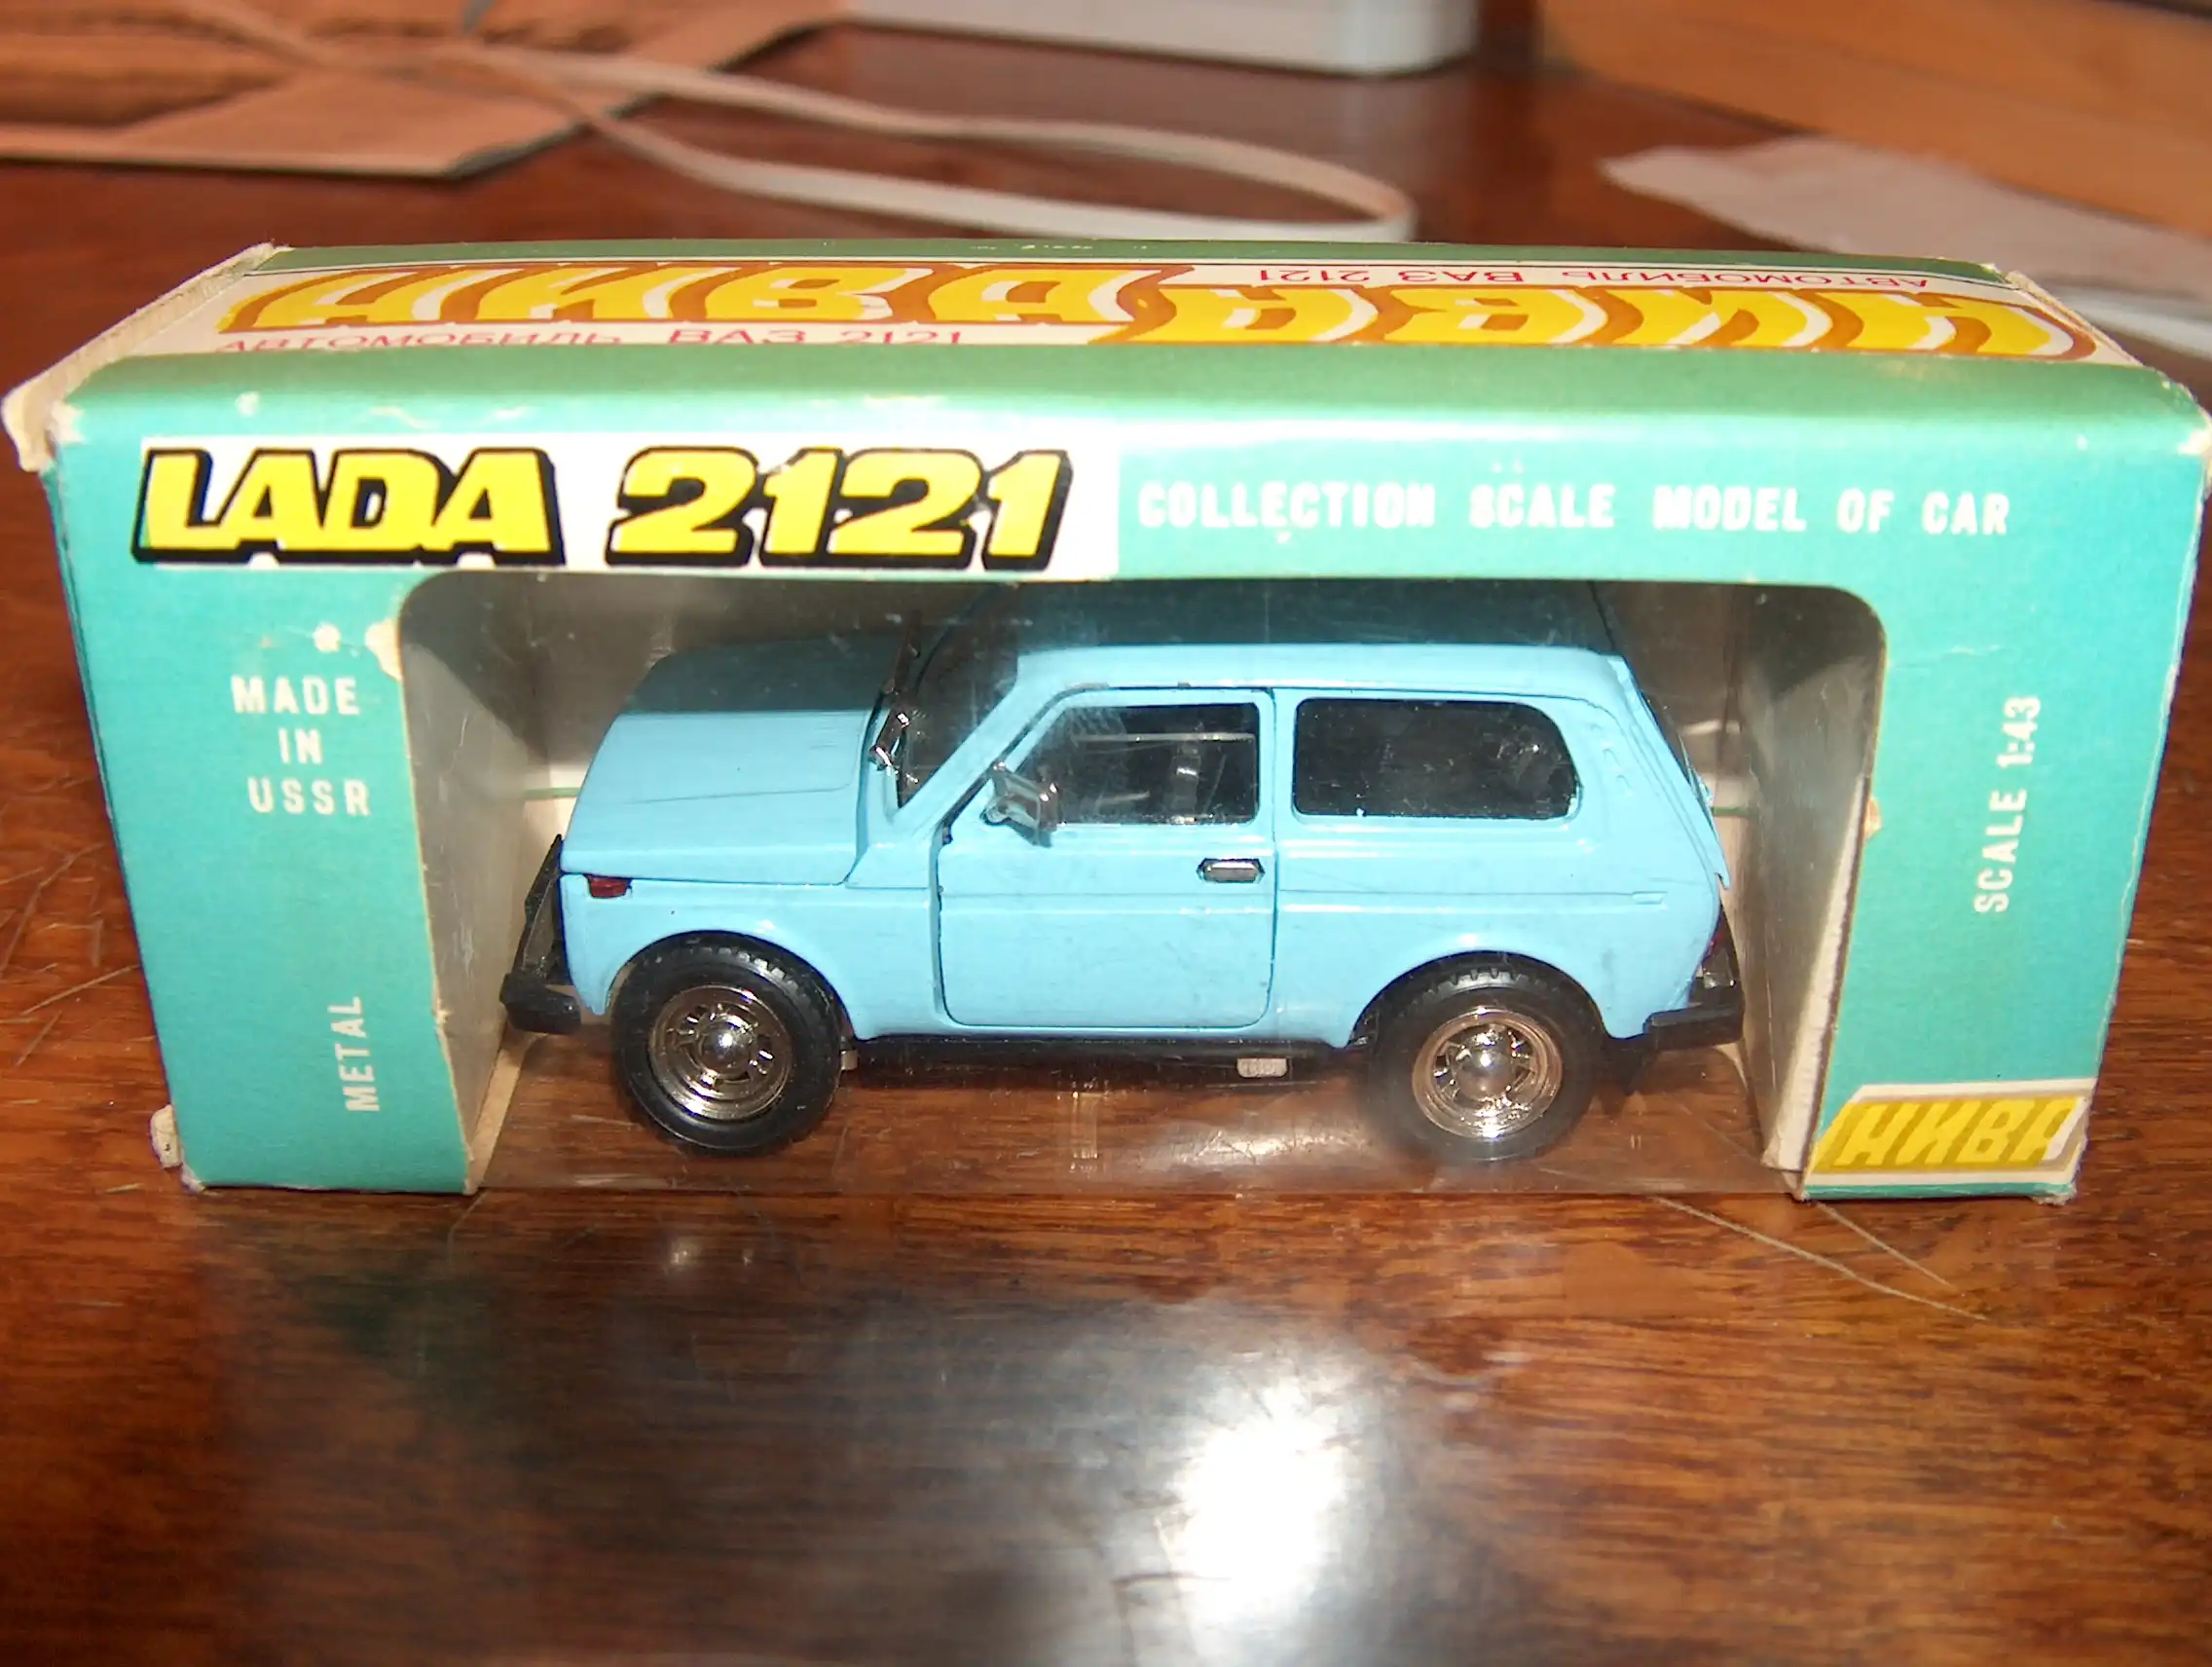 НИВА
АВТОМОБИЛЬ ВАЗ 2121
НИВА
АВТОМОБИЛЬ ВАЗ 2121
LADA 2121
COLLECTION SCALE MODEL OF CAR
MADE
IN
USSR
METAL
SCALE 1:43
НИВА